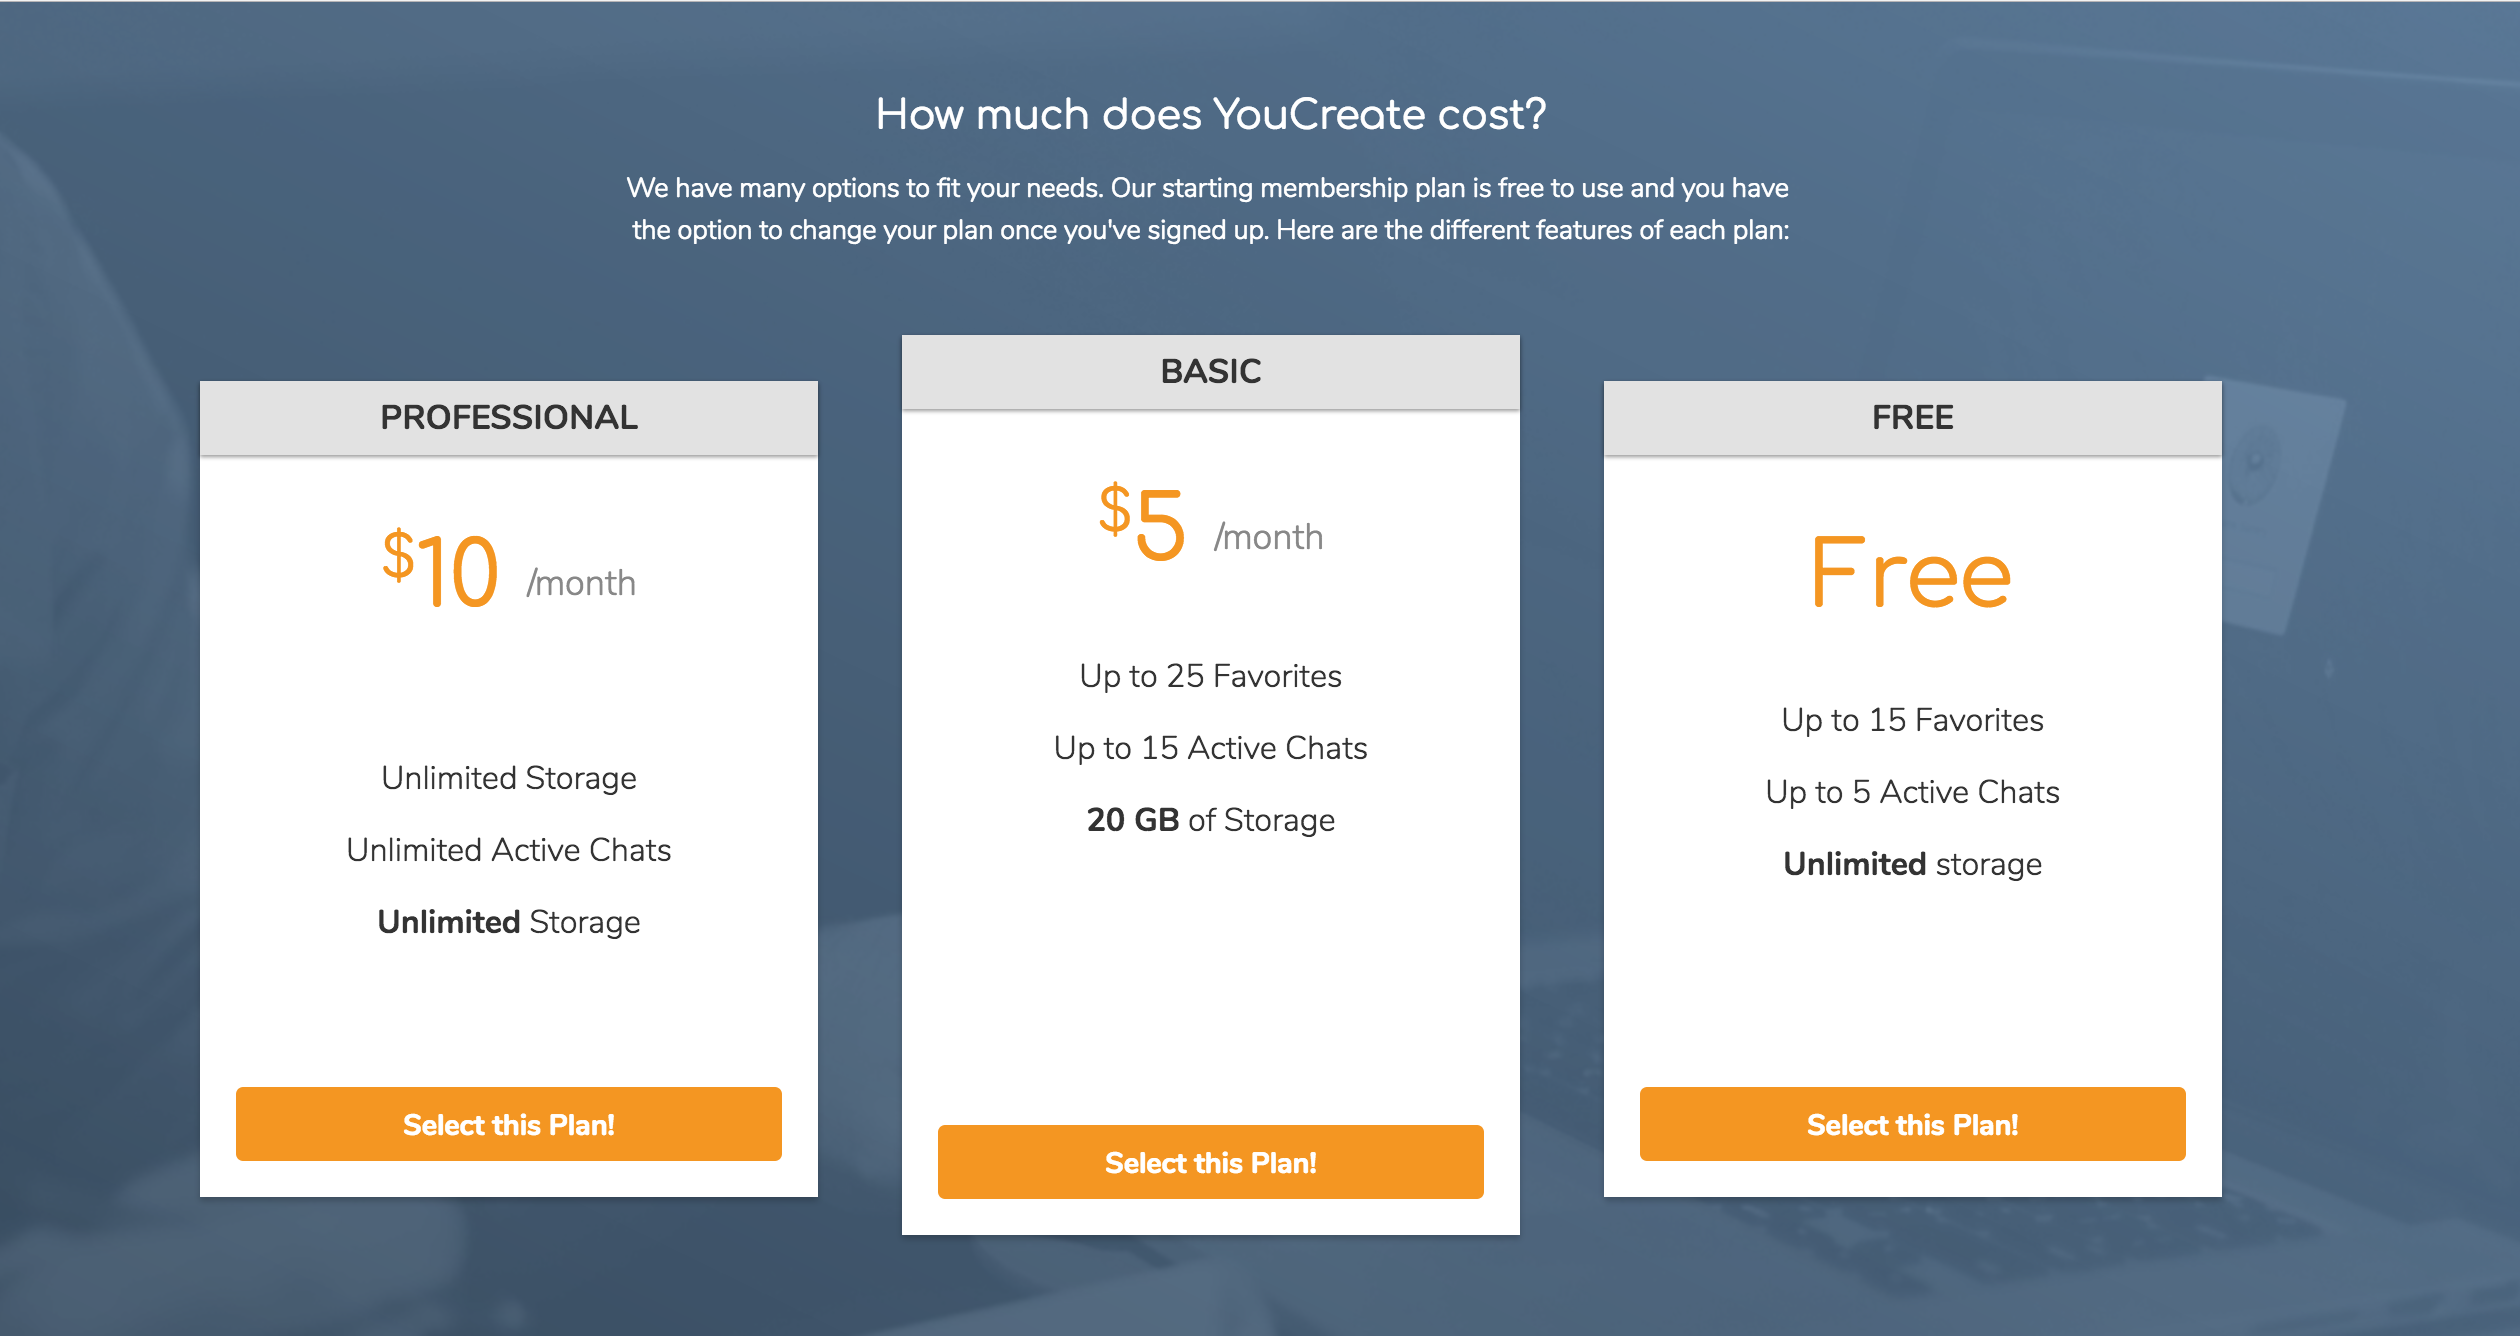 How much does YouCreate cost?
We have many options to fit your needs. Our starting membership plan is free to use and you have
the option to change your plan once you've signed up. Here are the different features of each plan:
PROFESSIONAL
$10 /month
Unlimited Storage
Unlimited Active Chats
Unlimited Storage
Select this Plan!
BASIC
$5 /month
Up to 25 Favorites
Up to 15 Active Chats
20 GB of Storage
Select this Plan!
FREE
Free
Up to 15 Favorites
Up to 5 Active Chats
Unlimited storage
Select this Plan!